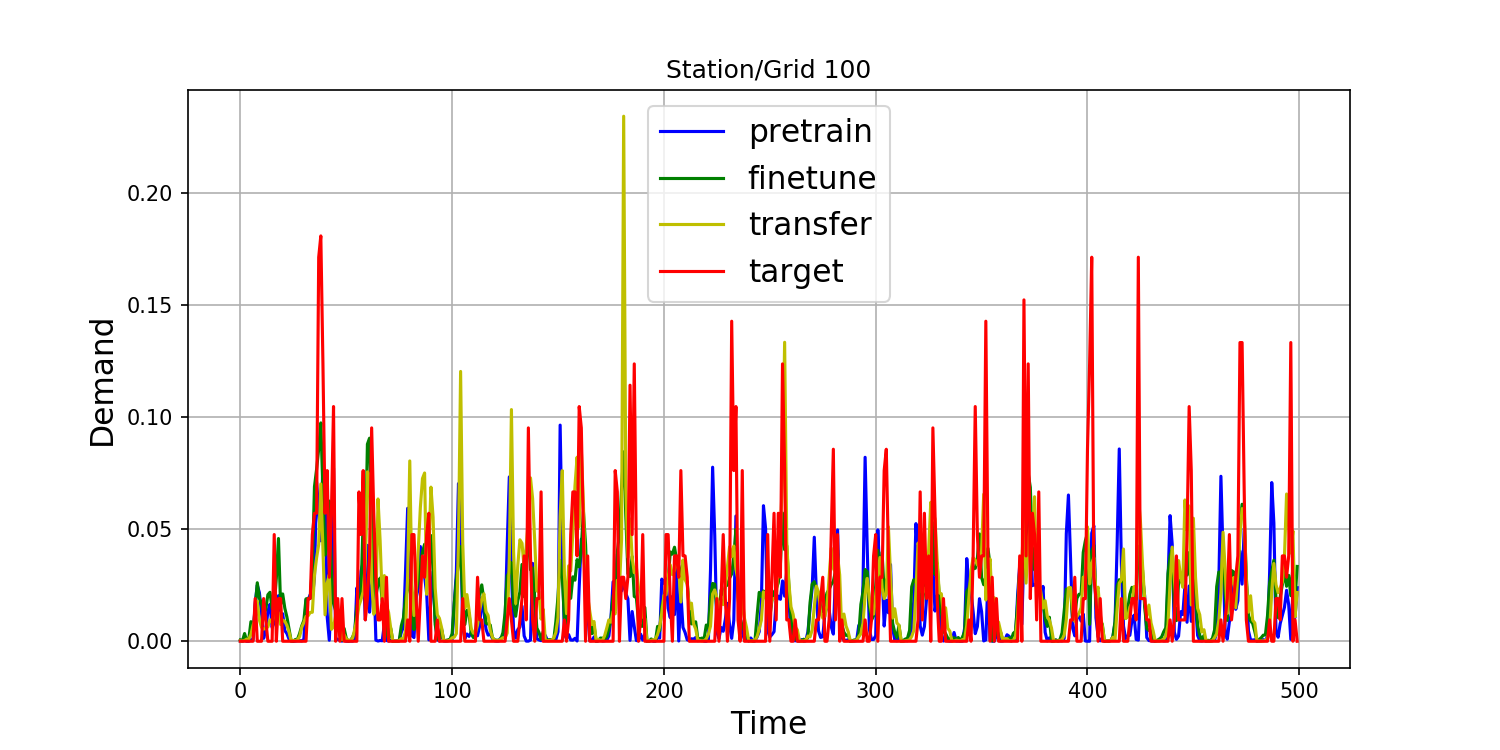 Station/Grid 100
pretrain
finetune
transfer
target
Demand
0.20
0.15
0.10
0.05
0.00
0 100 200 300 400 500
Time